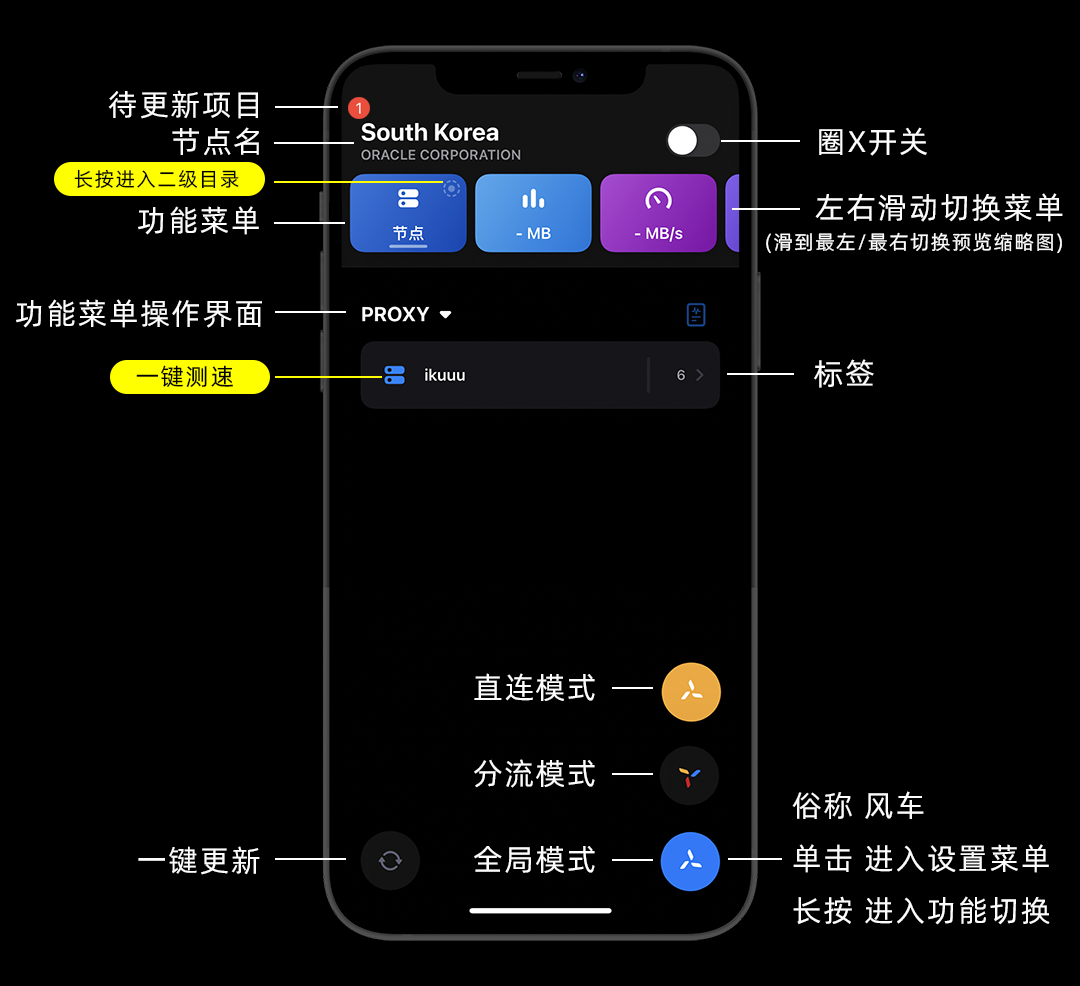 待更新项目
1
节点名
South Korea
ORACLE CORPORATION
圈X开关
长按进入二级目录
功能菜单
节点
- MB
- MB/s
左右滑动切换菜单
(滑到最左/最右切换预览缩略图)
功能菜单操作界面
PROXY
一键测速
ikuuu
6
标签
直连模式
分流模式
一键更新
全局模式
俗称 风车
单击 进入设置菜单
长按 进入功能切换